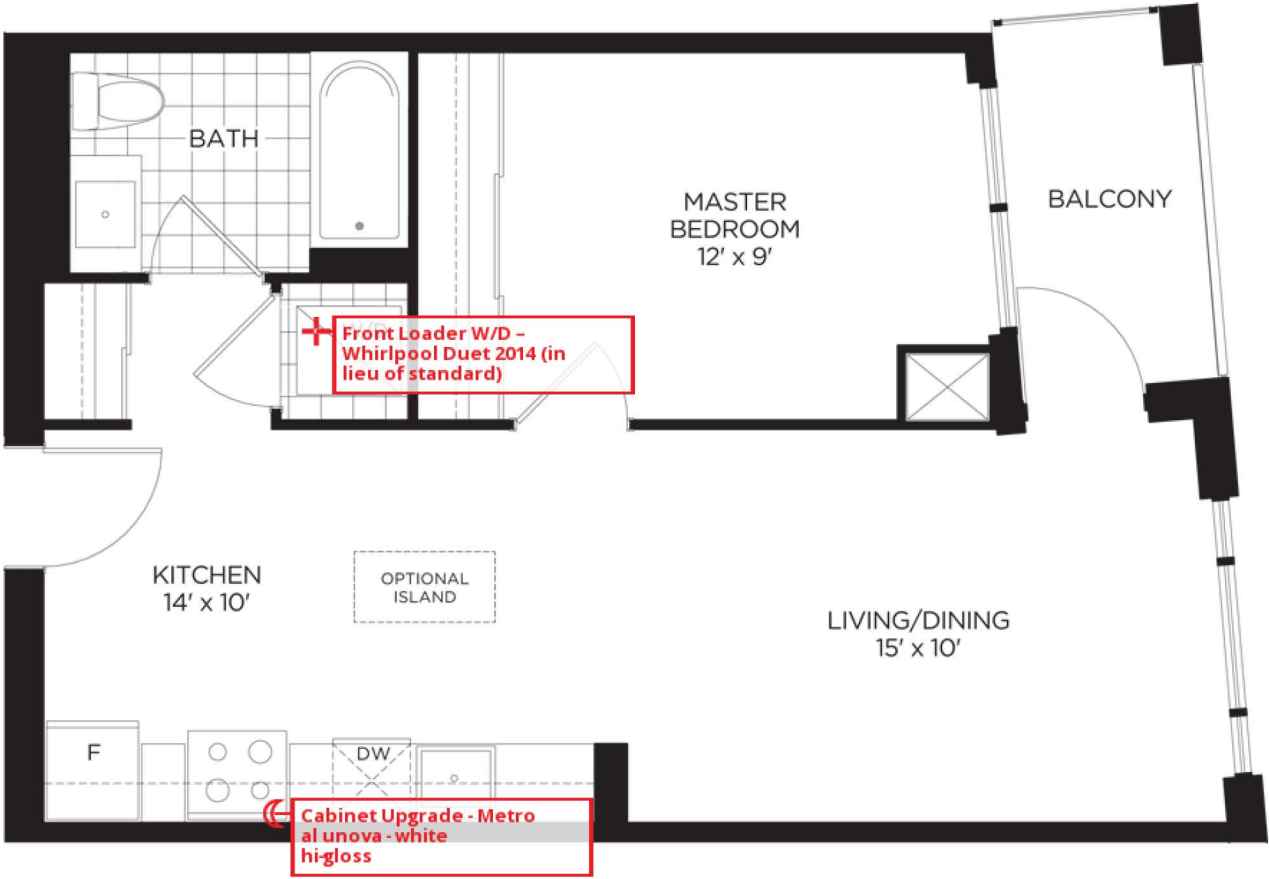 BATH
MASTER
BEDROOM
12' x 9'
BALCONY
W/D
Front Loader W/D –
Whirlpool Duet 2014 (in
lieu of standard)
KITCHEN
14' x 10'
OPTIONAL
ISLAND
LIVING/DINING
15' x 10'
F
DW
Cabinet Upgrade - Metro
al unova - white
hi-gloss